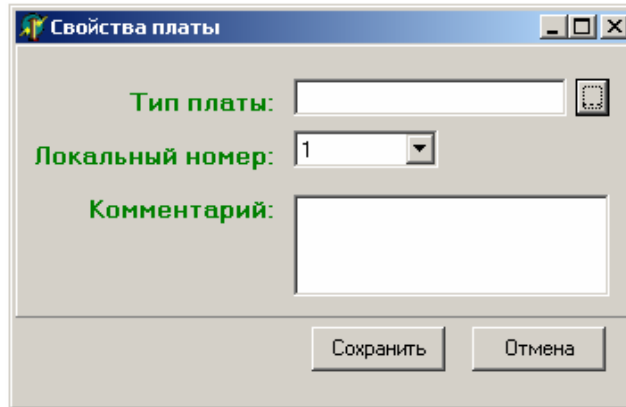 Свойства платы
Тип платы:
Локальный номер: 1
Комментарий:
Сохранить Отмена